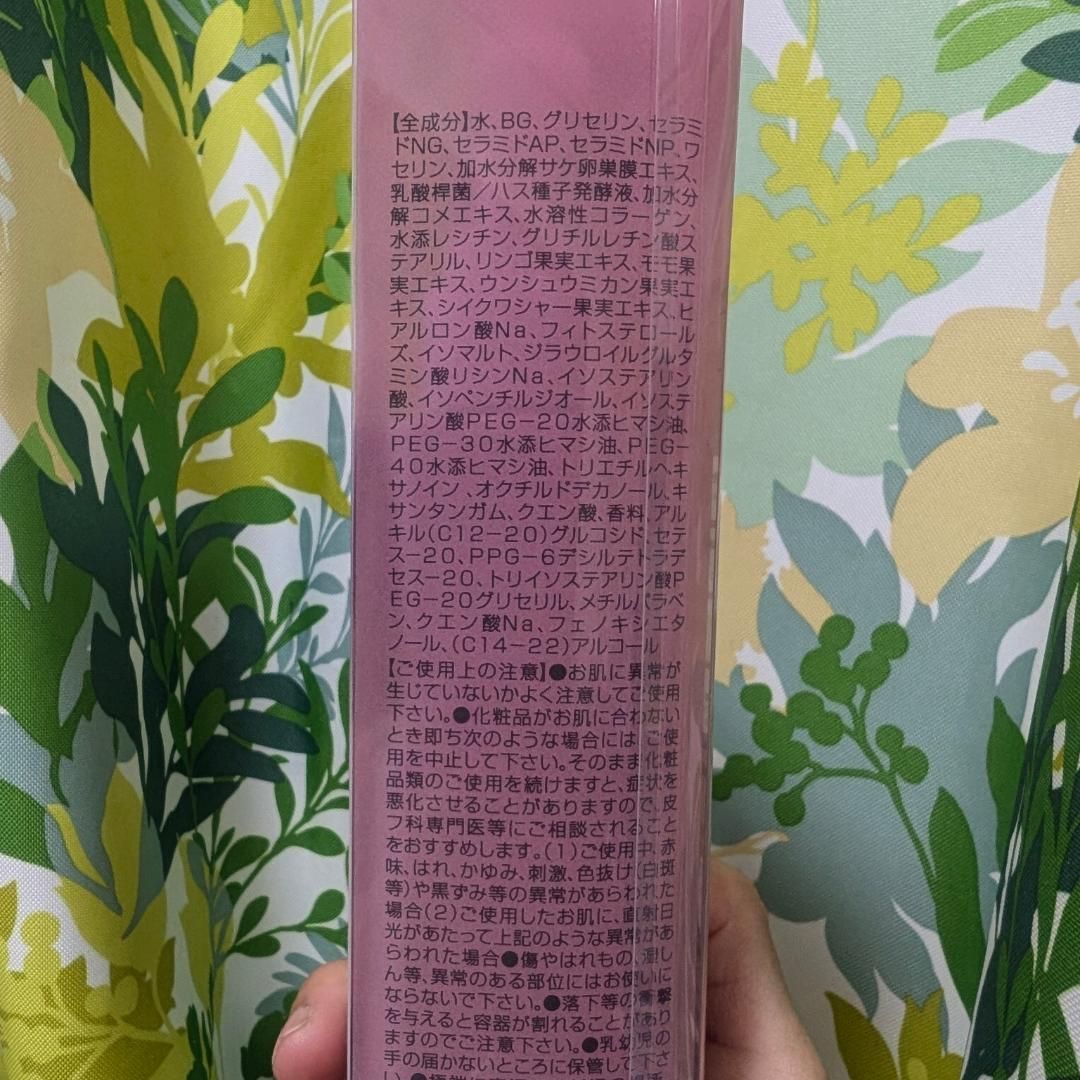 【全成分】水、BG、グリセリン、セラミ
ドNG、セラミドAP、セラミドNP、ワ
セリン、加水分解サケ卵巣膜エキス、
乳酸桿菌/ハス種子発酵液、加水分
解コメエキス、水溶性コラーゲン、
水添レシチン、グリチルレチン酸ス
テアリル、リンゴ果実エキス、モモ果
実エキス、ウンシュウミカン果実エ
キス、シイクワシャー果実エキス、ヒ
アルロン酸Na、フィトステロール
ズ、イソマルト、ジラウロイルグルタ
ミン酸リシンNa、イソステアリン
酸、イソペンチルジオール、イソステ
アリン酸PEG-20水添ヒマシ油、
PEG-30水添ヒマシ油、PEG-
40水添ヒマシ油、トリエチルヘキ
サノイン、オクチルドデカノール、キ
サンタンガム、クエン酸、香料、アル
キル(C12-20)グルコシド、セテ
ス-20、PPG-6デシルテトラデ
セス-20、トリイソステアリン酸P
EG-20グリセリル、メチルパラベ
ン、クエン酸Na、フェノキシエタ
ノール、(C14-22)アルコール
【ご使用上の注意】●お肌に異常が
生じていないかよく注意してご使用
下さい。●化粧品がお肌に合わない
とき即ち次のような場合には、ご使
用を中止して下さい。そのまま化粧
品類のご使用を続けますと、症状を
悪化させることがありますので、皮
フ科専門医等にご相談されること
をおすすめします。(1)ご使用中、赤
味、はれ、かゆみ、刺激、色抜け(白斑
等)や黒ずみ等の異常があらわれた
場合(2)ご使用したお肌に、直射日
光があたって上記のような異常があ
らわれた場合●傷やはれもの、湿し
ん等、異常のある部位にはお使いに
ならないで下さい。●落下等の衝撃
を与えると容器が割れることがあり
ますのでご注意下さい。●乳幼児の
手の届かないところに保管して下さ
い。●極端に